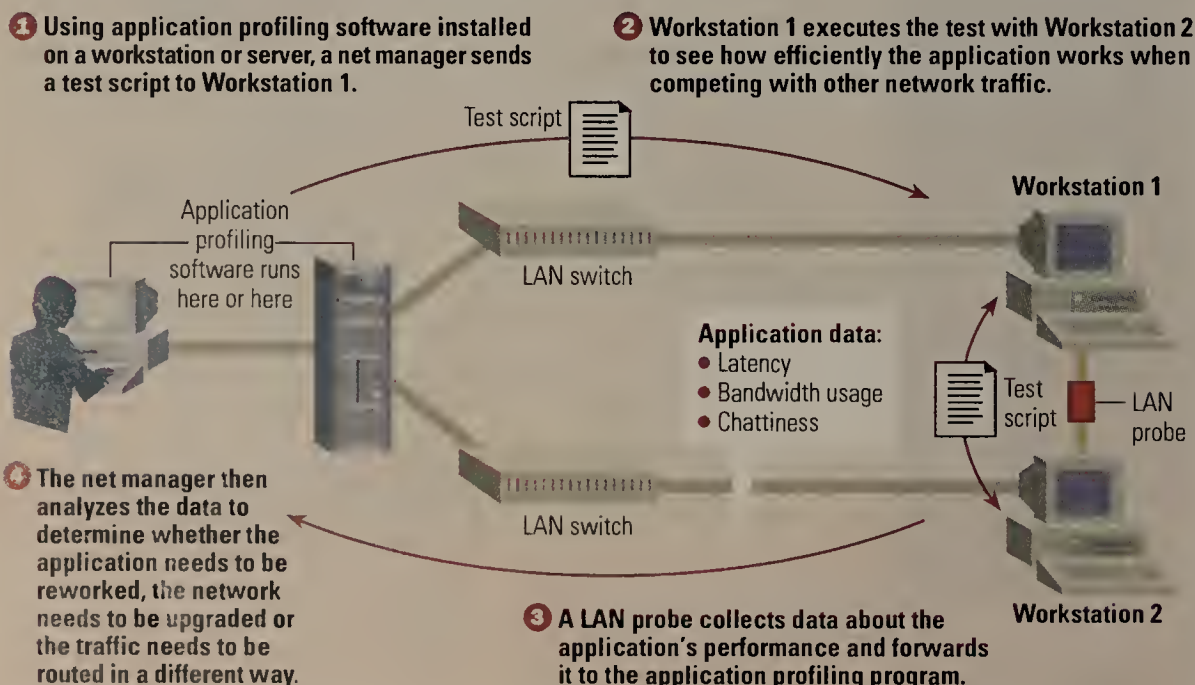 1 Using application profiling software installed
on a workstation or server, a net manager sends
a test script to Workstation 1.
2 Workstation 1 executes the test with Workstation 2
to see how efficiently the application works when
competing with other network traffic.
Test script
Workstation 1
Application
profiling
software runs
here or here
LAN switch
Application data:
• Latency
• Bandwidth usage
• Chattiness
Test
script
LAN
probe
LAN switch
Workstation 2
3 A LAN probe collects data about the
application's performance and forwards
it to the application profiling program.
4 The net manager then
analyzes the data to
determine whether the
application needs to be
reworked, the network
needs to be upgraded or
the traffic needs to be
routed in a different way.